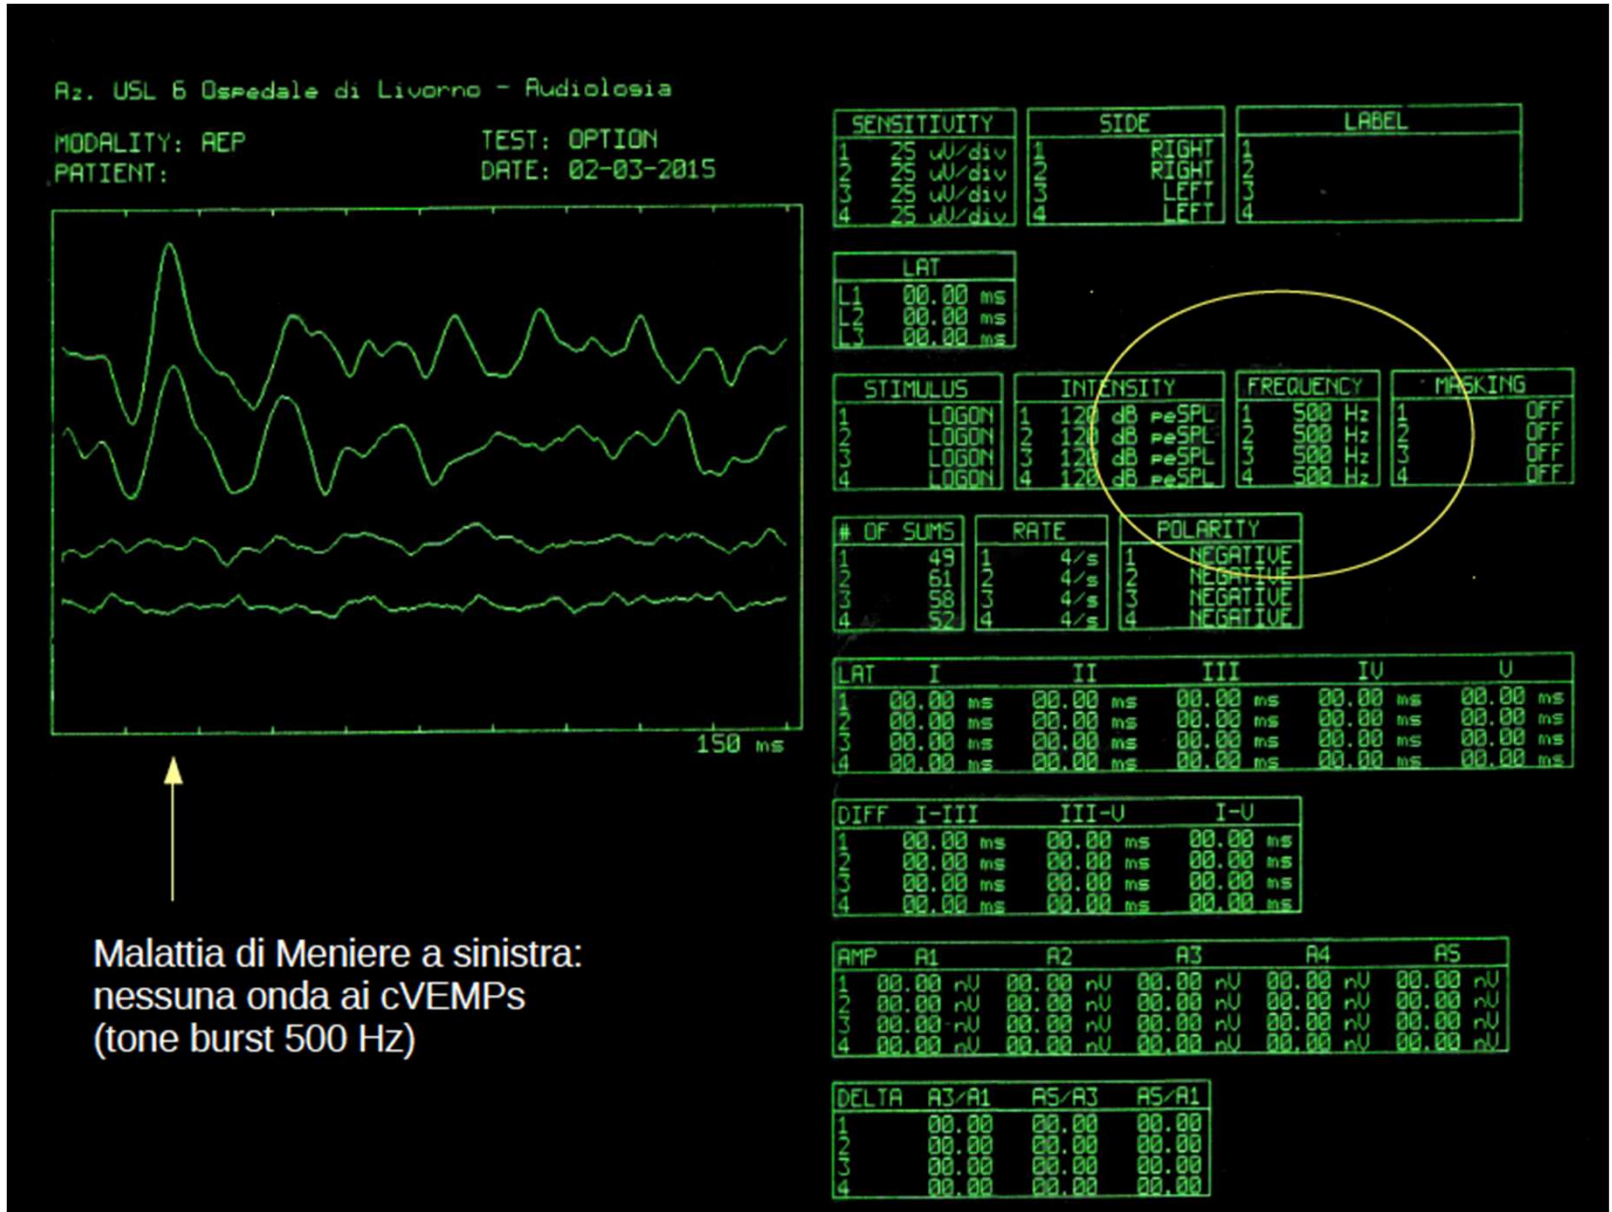 Az. USL 6 Ospedale di Livorno - Audiologia
MODALITY: AEP
TEST: OPTION
PATIENT:
DATE: 02-03-2015
150 ms
Malattia di Meniere a sinistra:
nessuna onda ai cVEMPs
(tone burst 500 Hz)
SENSITIVITY
1 25 uV/div
2 25 uV/div
3 25 uV/div
4 25 uV/div
SIDE
1 RIGHT
2 RIGHT
3 LEFT
4 LEFT
LABEL
1
2
3
4
LAT
L1 00.00 ms
L2 00.00 ms
L3 00.00 ms
STIMULUS
1 LOGON
2 LOGON
3 LOGON
4 LOGON
INTENSITY
1 120 dB peSPL
2 120 dB peSPL
3 120 dB peSPL
4 120 dB peSPL
FREQUENCY
1 500 Hz
2 500 Hz
3 500 Hz
4 500 Hz
MASKING
1 OFF
2 OFF
3 OFF
4 OFF
# OF SUMS
1 49
2 61
3 58
4 52
RATE
1 4/s
2 4/s
3 4/s
4 4/s
POLARITY
1 NEGATIVE
2 NEGATIVE
3 NEGATIVE
4 NEGATIVE
LAT I II III IV V
1 00.00 ms 00.00 ms 00.00 ms 00.00 ms 00.00 ms
2 00.00 ms 00.00 ms 00.00 ms 00.00 ms 00.00 ms
3 00.00 ms 00.00 ms 00.00 ms 00.00 ms 00.00 ms
4 00.00 ms 00.00 ms 00.00 ms 00.00 ms 00.00 ms
DIFF I-III III-V I-V
1 00.00 ms 00.00 ms 00.00 ms
2 00.00 ms 00.00 ms 00.00 ms
3 00.00 ms 00.00 ms 00.00 ms
4 00.00 ms 00.00 ms 00.00 ms
AMP A1 A2 A3 A4 A5
1 00.00 nV 00.00 nV 00.00 nV 00.00 nV 00.00 nV
2 00.00 nV 00.00 nV 00.00 nV 00.00 nV 00.00 nV
3 00.00 nV 00.00 nV 00.00 nV 00.00 nV 00.00 nV
4 00.00 nV 00.00 nV 00.00 nV 00.00 nV 00.00 nV
DELTA A3/A1 A5/A3 A5/A1
1 00.00 00.00 00.00
2 00.00 00.00 00.00
3 00.00 00.00 00.00
4 00.00 00.00 00.00